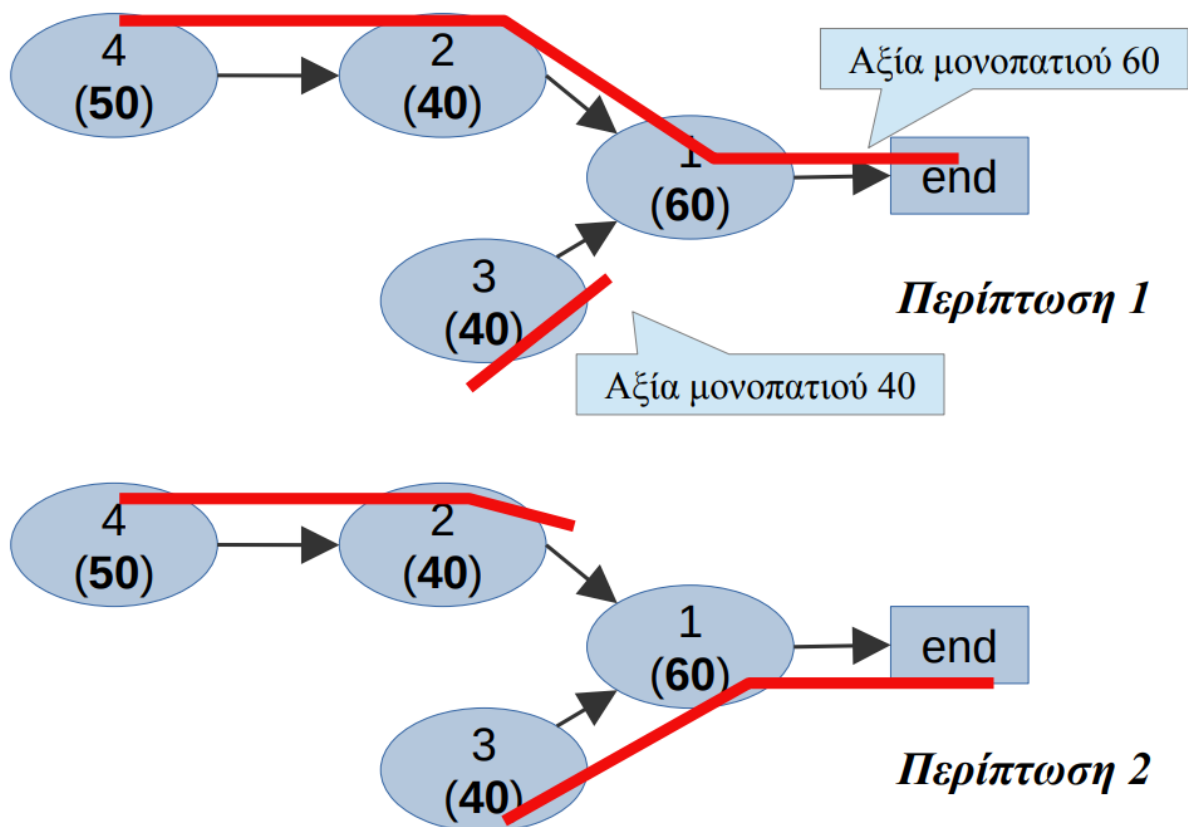 4
(50)
2
(40)
Αξία μονοπατιού 60
1
(60)
end
3
(40)
Περίπτωση 1
Αξία μονοπατιού 40
4
(50)
2
(40)
1
(60)
end
3
(40)
Περίπτωση 2